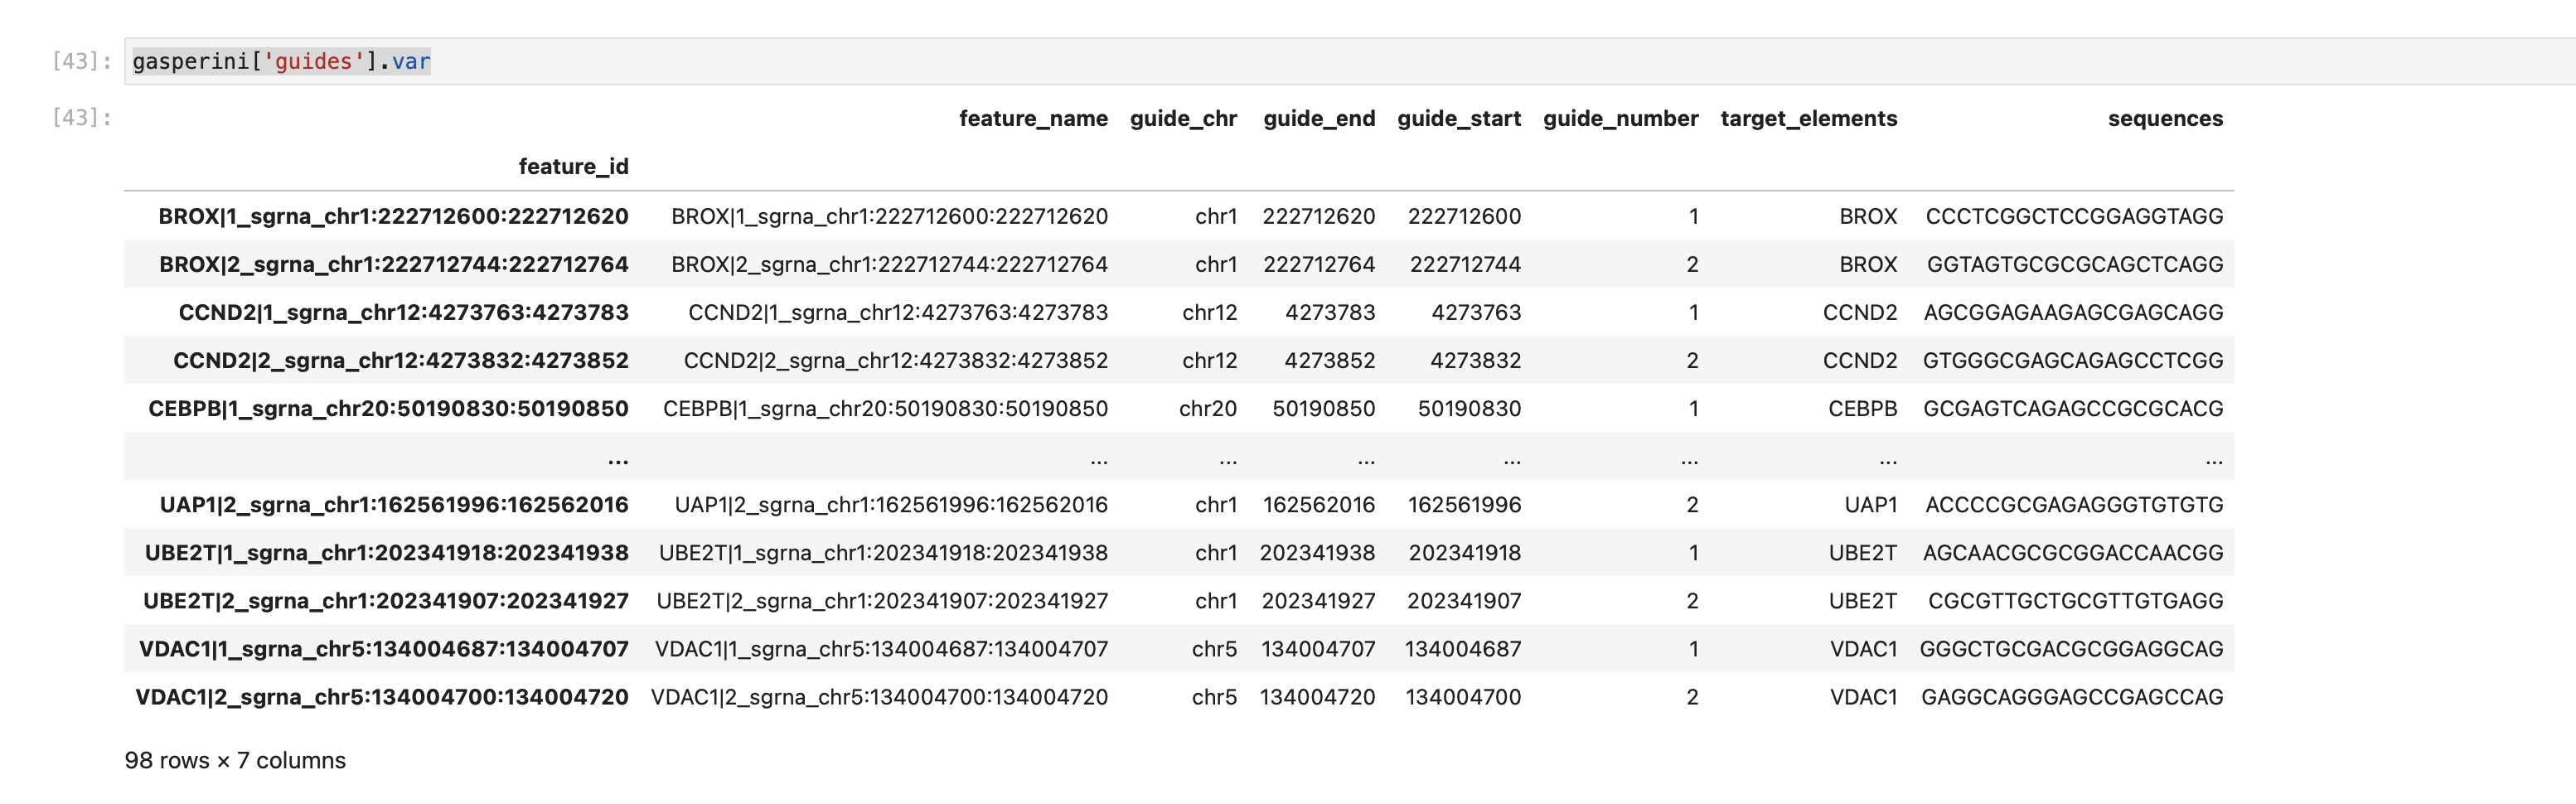 [43]: gasperini['guides'].var
[43]:
feature_name guide_chr guide_end guide_start guide_number target_elements sequences
feature_id
BROX|1_sgrna_chr1:222712600:222712620 BROX|1_sgrna_chr1:222712600:222712620 chr1 222712620 222712600 1 BROX CCCTCGGCTCCGGAGGTAGG
BROX|2_sgrna_chr1:222712744:222712764 BROX|2_sgrna_chr1:222712744:222712764 chr1 222712764 222712744 2 BROX GGTAGTGCGCGCAGCTCAGG
CCND2|1_sgrna_chr12:4273763:4273783 CCND2|1_sgrna_chr12:4273763:4273783 chr12 4273783 4273763 1 CCND2 AGCGGAGAAGAGCGAGCAGG
CCND2|2_sgrna_chr12:4273832:4273852 CCND2|2_sgrna_chr12:4273832:4273852 chr12 4273852 4273832 2 CCND2 GTGGGCGAGCAGAGCCTCGG
CEBPB|1_sgrna_chr20:50190830:50190850 CEBPB|1_sgrna_chr20:50190830:50190850 chr20 50190850 50190830 1 CEBPB GCGAGTCAGAGCCGCGCACG
... ... ... ... ... ... ... ...
UAP1|2_sgrna_chr1:162561996:162562016 UAP1|2_sgrna_chr1:162561996:162562016 chr1 162562016 162561996 2 UAP1 ACCCCGCGAGAGGGTGTGTG
UBE2T|1_sgrna_chr1:202341918:202341938 UBE2T|1_sgrna_chr1:202341918:202341938 chr1 202341938 202341918 1 UBE2T AGCAACGCGCGGACCAACGG
UBE2T|2_sgrna_chr1:202341907:202341927 UBE2T|2_sgrna_chr1:202341907:202341927 chr1 202341927 202341907 2 UBE2T CGCGTTGCTGCGTTGTGAGG
VDAC1|1_sgrna_chr5:134004687:134004707 VDAC1|1_sgrna_chr5:134004687:134004707 chr5 134004707 134004687 1 VDAC1 GGGCTGCGACGCGGAGGCAG
VDAC1|2_sgrna_chr5:134004700:134004720 VDAC1|2_sgrna_chr5:134004700:134004720 chr5 134004720 134004700 2 VDAC1 GAGGCAGGGAGCCGAGCCAG
98 rows × 7 columns